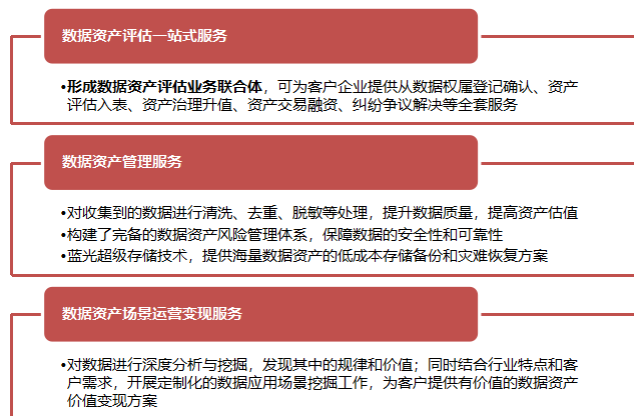 数据资产评估一站式服务
•形成数据资产评估业务联合体，可为客户企业提供从数据权属登记确认、资产
评估入表、资产治理升值、资产交易融资、纠纷争议解决等全套服务
数据资产管理服务
•对收集到的数据进行清洗、去重、脱敏等处理，提升数据质量，提高资产估值
•构建了完备的数据资产风险管理体系，保障数据的安全性和可靠性
•蓝光超级存储技术，提供海量数据资产的低成本存储备份和灾难恢复方案
数据资产场景运营变现服务
•对数据进行深度分析与挖掘，发现其中的规律和价值；同时结合行业特点和客
户需求，开展定制化的数据应用场景挖掘工作，为客户提供有价值的数据资产
价值变现方案